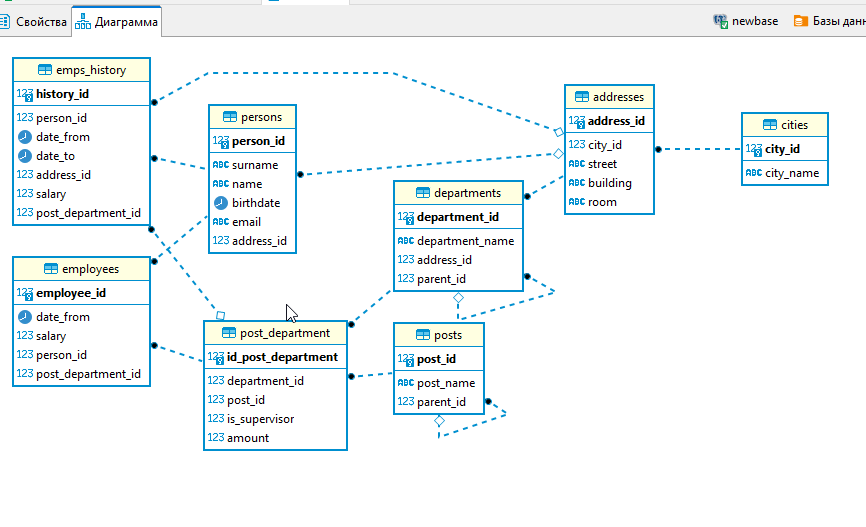 Свойства
Диаграмма
newbase
Базы дан
emps_history
123 history_id
123 person_id
date_from
date_to
123 address_id
123 salary
123 post_department_id
persons
123 person_id
ABC surname
ABC name
birthdate
ABC email
123 address_id
addresses
123 address_id
123 city_id
ABC street
ABC building
ABC room
cities
123 city_id
ABC city_name
departments
123 department_id
ABC department_name
123 address_id
123 parent_id
employees
123 employee_id
date_from
123 salary
123 person_id
123 post_department_id
post_department
123 id_post_department
123 department_id
123 post_id
123 is_supervisor
123 amount
posts
123 post_id
ABC post_name
123 parent_id